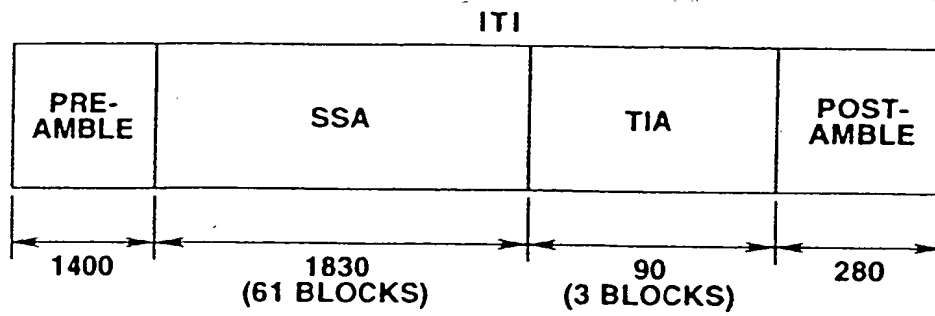 ITI
PRE-
AMBLE
SSA
TIA
POST-
AMBLE
1400
1830
(61 BLOCKS)
90
(3 BLOCKS)
280